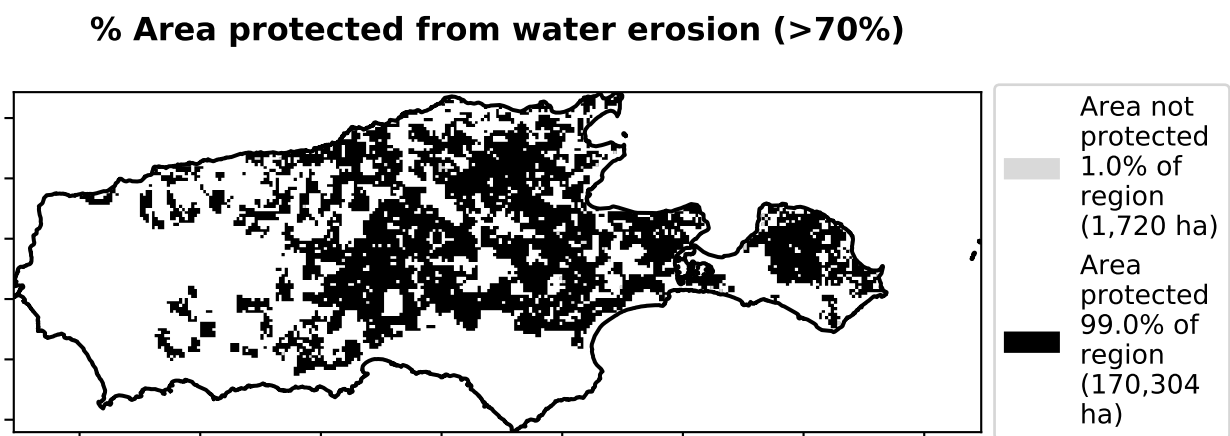 % Area protected from water erosion (>70%)
Area not
protected
1.0% of
region
(1,720 ha)
Area
protected
99.0% of
region
(170,304
ha)